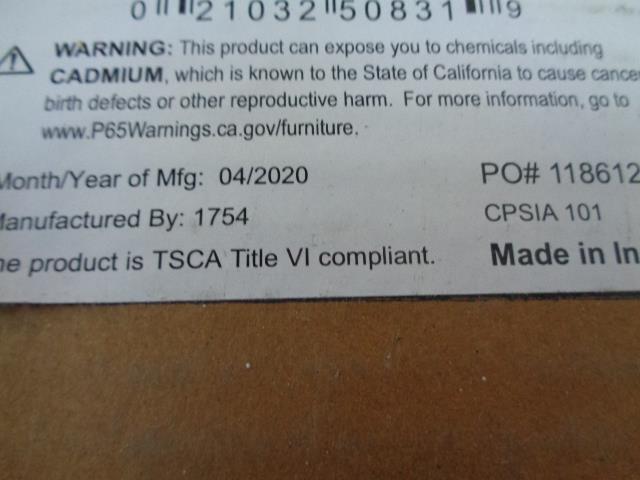 0 21032 50831 9
WARNING: This product can expose you to chemicals including
CADMIUM, which is known to the State of California to cause cancer
birth defects or other reproductive harm. For more information, go to
www.P65Warnings.ca.gov/furniture.
Month/Year of Mfg: 04/2020
PO# 118612
Manufactured By: 1754
CPSIA 101
he product is TSCA Title VI compliant.
Made in In